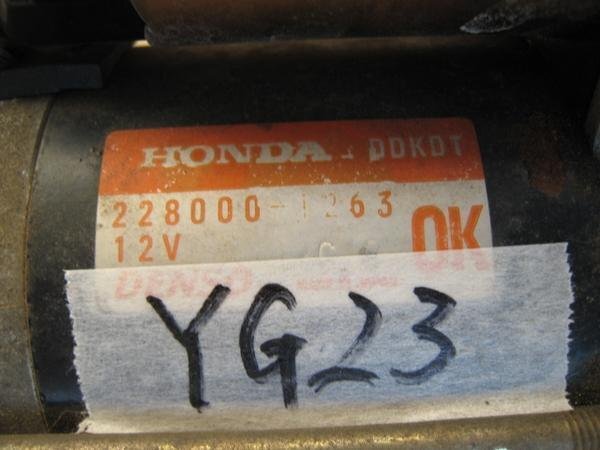 HONDA DDKDT
228000-1263
12V OK
DENSO
YG23